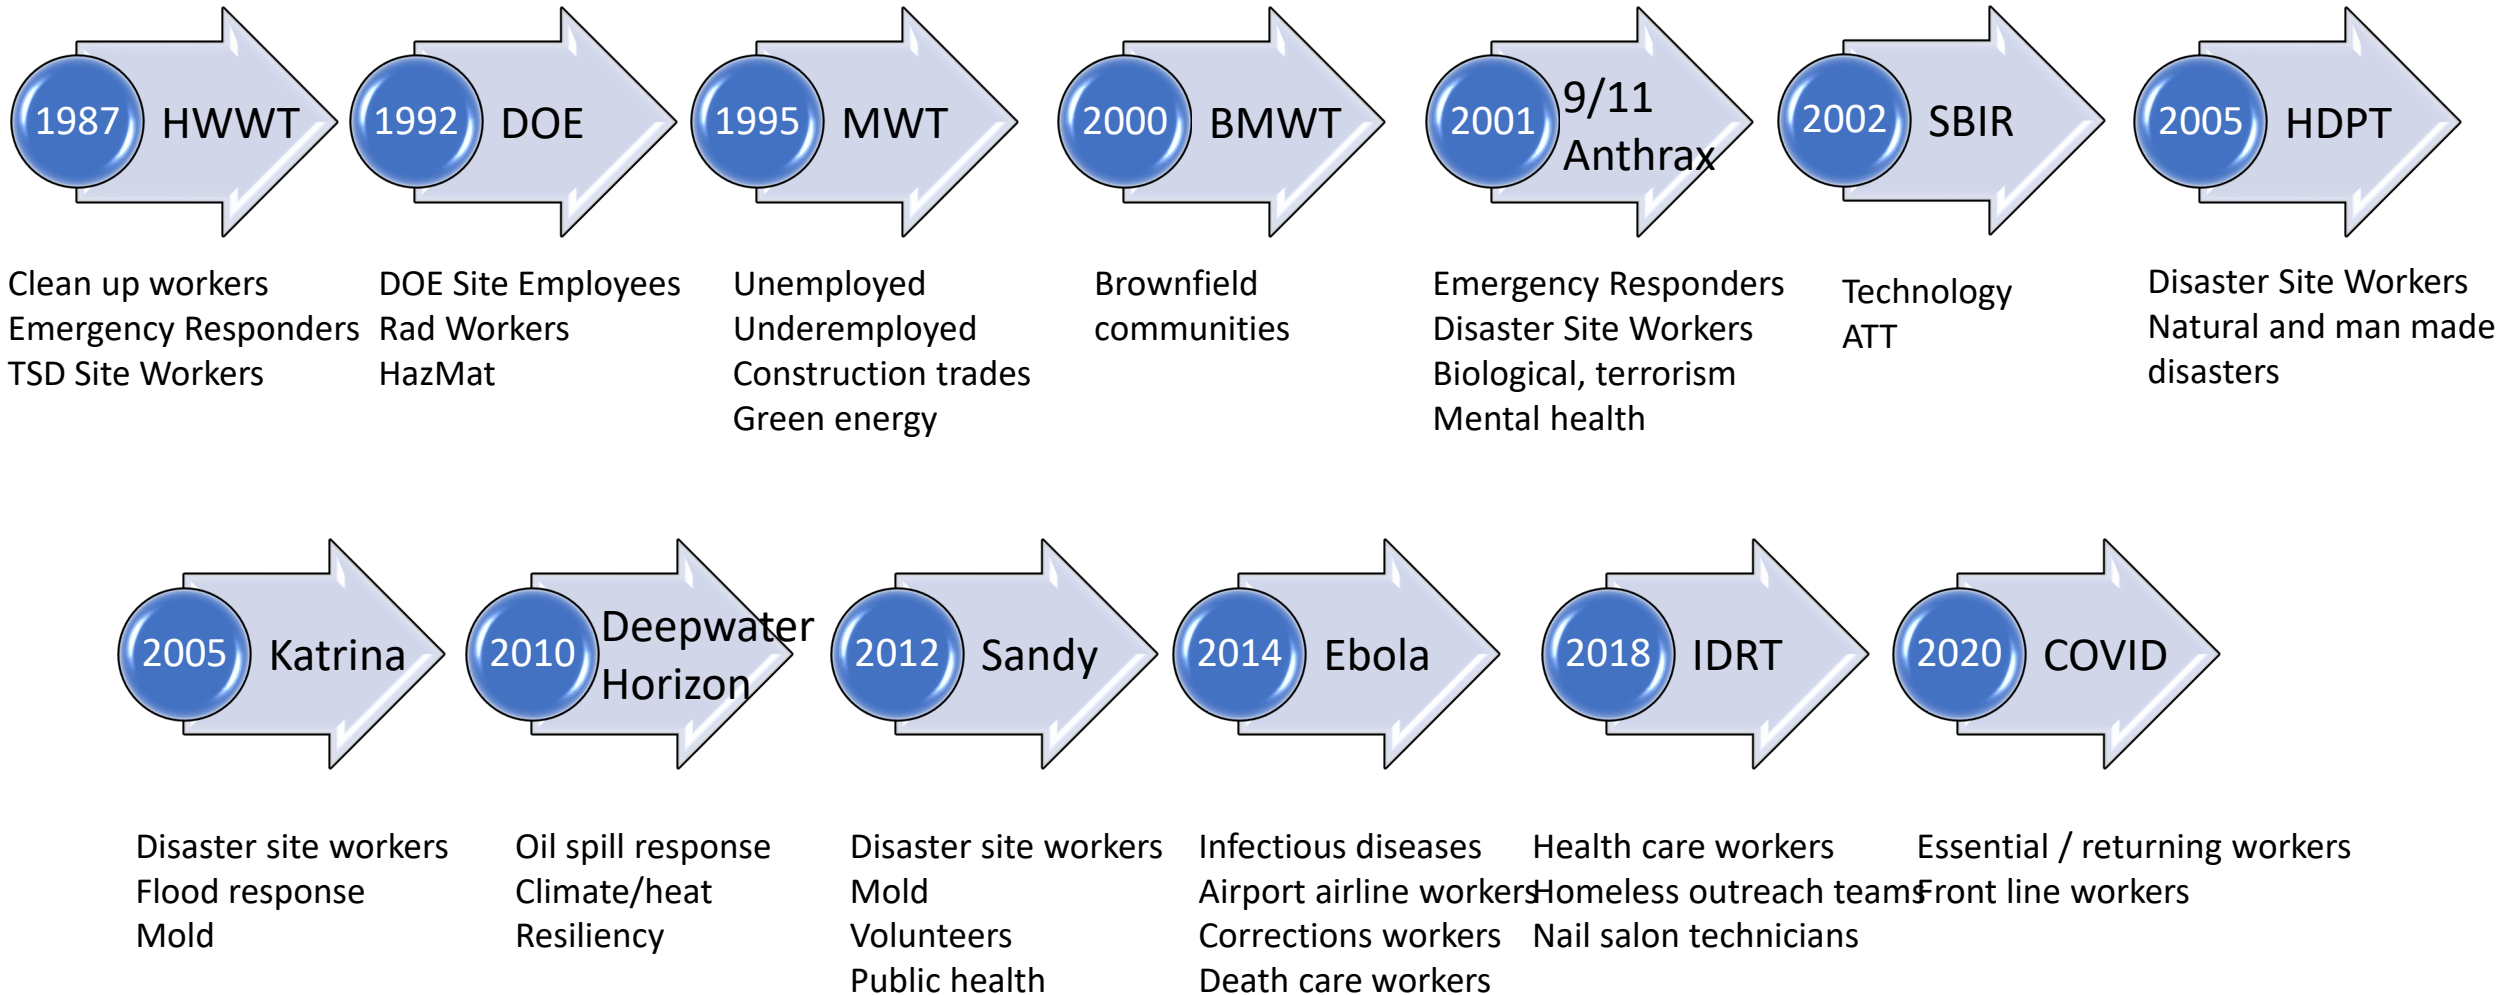 1987
HWWT
Clean up workers
Emergency Responders
TSD Site Workers
1992
DOE
DOE Site Employees
Rad Workers
HazMat
1995
MWT
Unemployed
Underemployed
Construction trades
Green energy
2000
BMWT
Brownfield
communities
2001
9/11
Anthrax
Emergency Responders
Disaster Site Workers
Biological, terrorism
Mental health
2002
SBIR
Technology
ATT
2005
HDPT
Disaster Site Workers
Natural and man made
disasters
2005
Katrina
Disaster site workers
Flood response
Mold
2010
Deepwater
Horizon
Oil spill response
Climate/heat
Resiliency
2012
Sandy
Disaster site workers
Mold
Volunteers
Public health
2014
Ebola
Infectious diseases
Airport airline workers
Corrections workers
Death care workers
2018
IDRT
Health care workers
Homeless outreach teams
Nail salon technicians
2020
COVID
Essential / returning workers
Front line workers